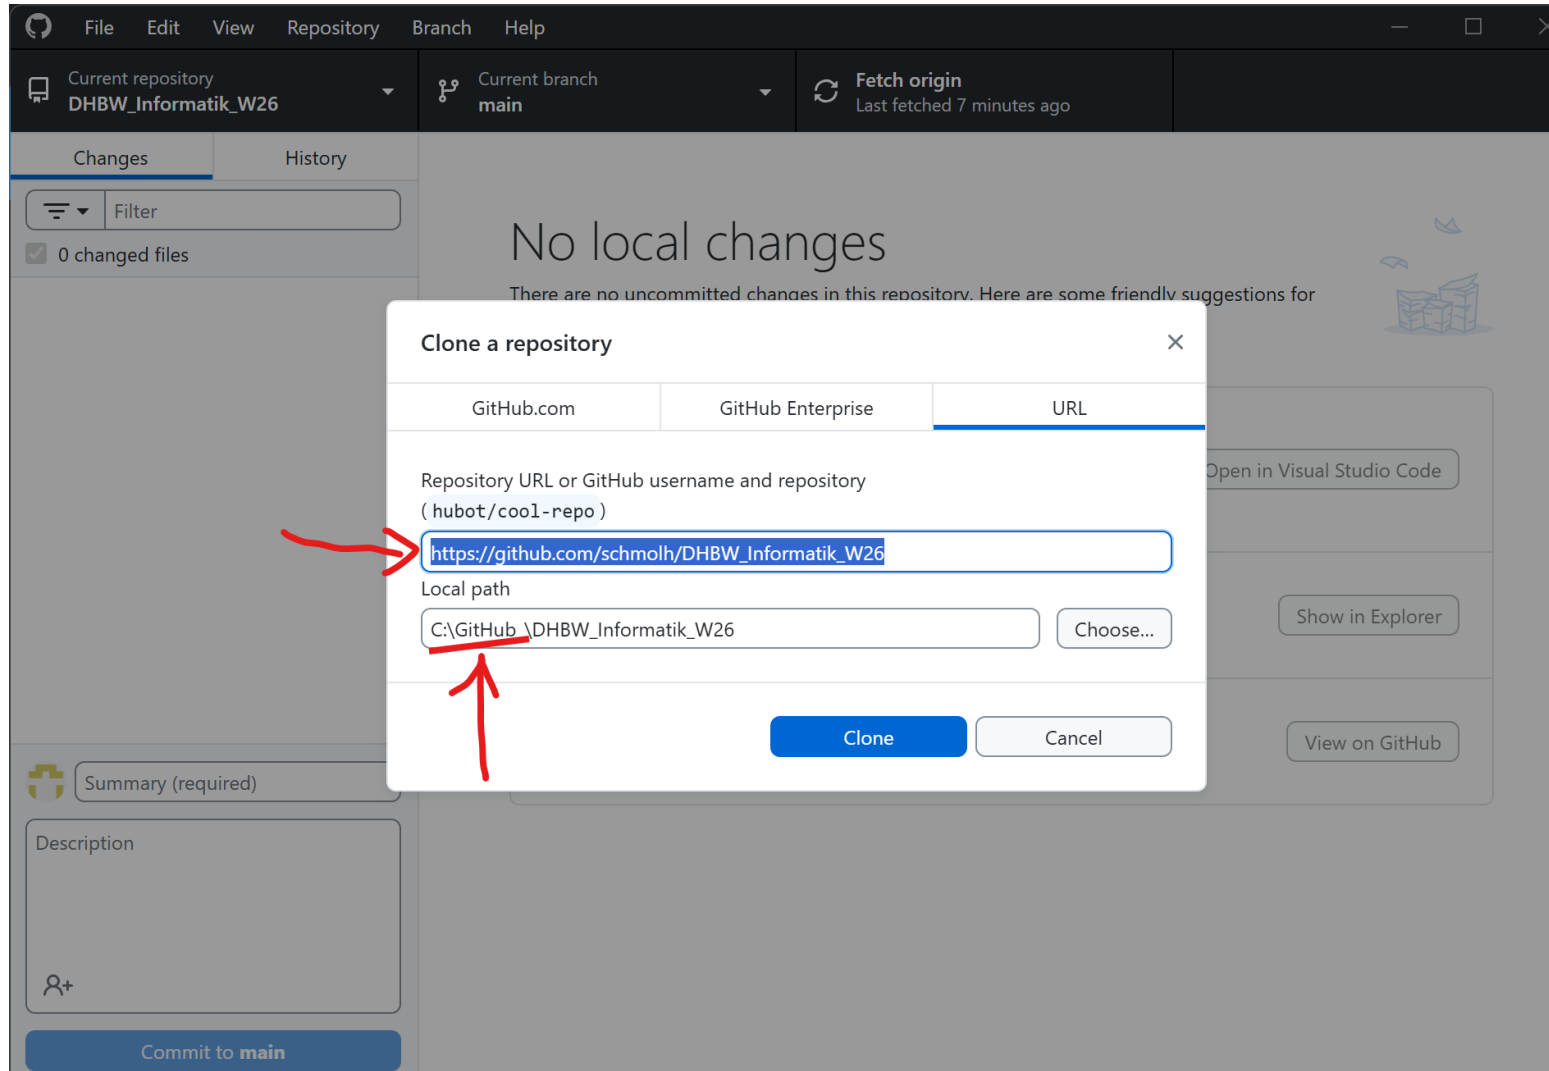 File Edit View Repository Branch Help
Current repository
DHBW_Informatik_W26
Current branch
main
Fetch origin
Last fetched 7 minutes ago
Changes
History
Filter
0 changed files
No local changes
There are no uncommitted changes in this repository. Here are some friendly suggestions for
Clone a repository
GitHub.com
GitHub Enterprise
URL
Repository URL or GitHub username and repository
(hubot/cool-repo)
https://github.com/schmolh/DHBW_Informatik_W26
Local path
C:\GitHub_\DHBW_Informatik_W26
Choose...
Clone
Cancel
Open in Visual Studio Code
Show in Explorer
View on GitHub
Summary (required)
Description
Commit to main